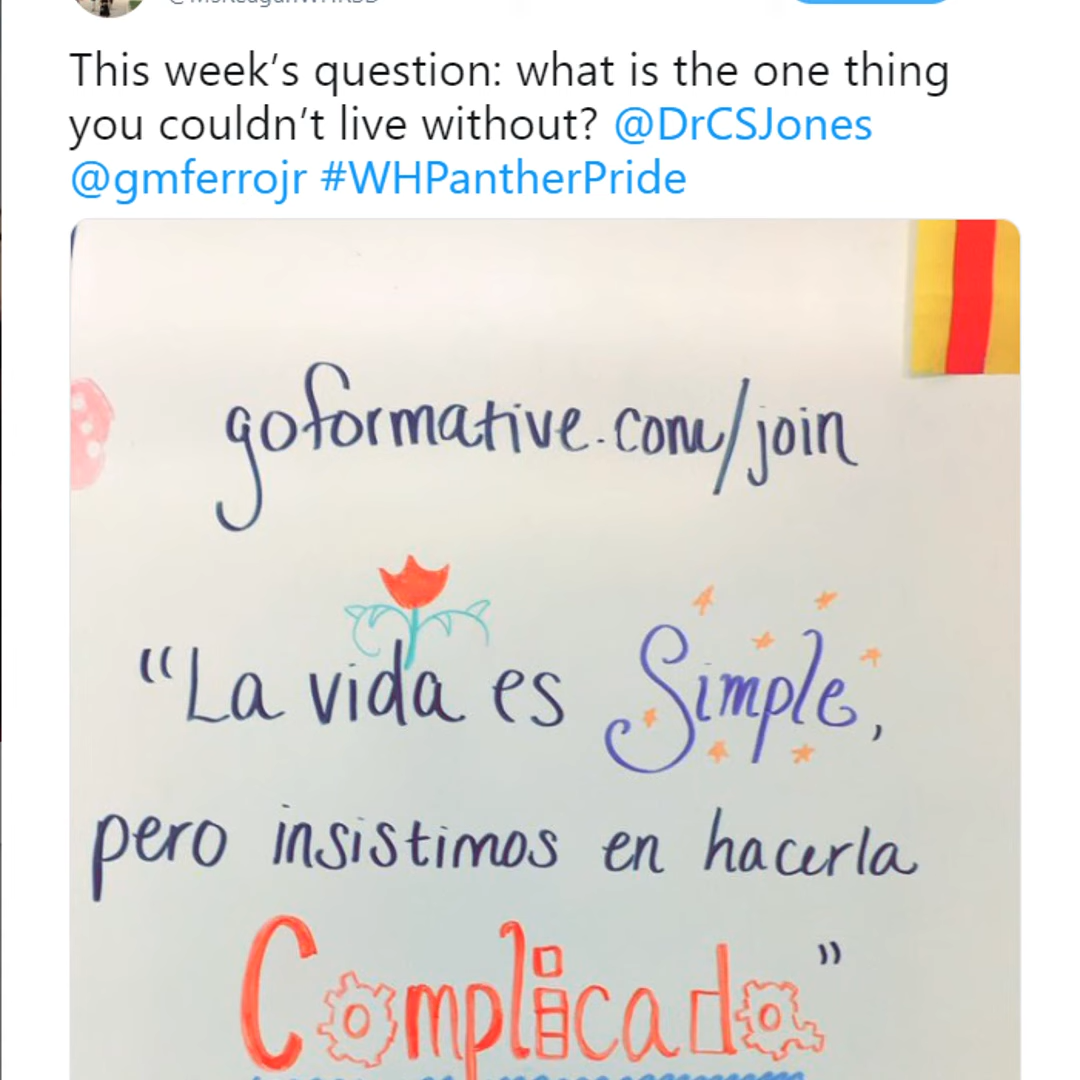 This week's question: what is the one thing
you couldn't live without? @DrCSJones
@gmferrojr #WHPantherPride
goformative.com/join
"La vida es Simple,
pero insistimos en hacerla
Complicada"